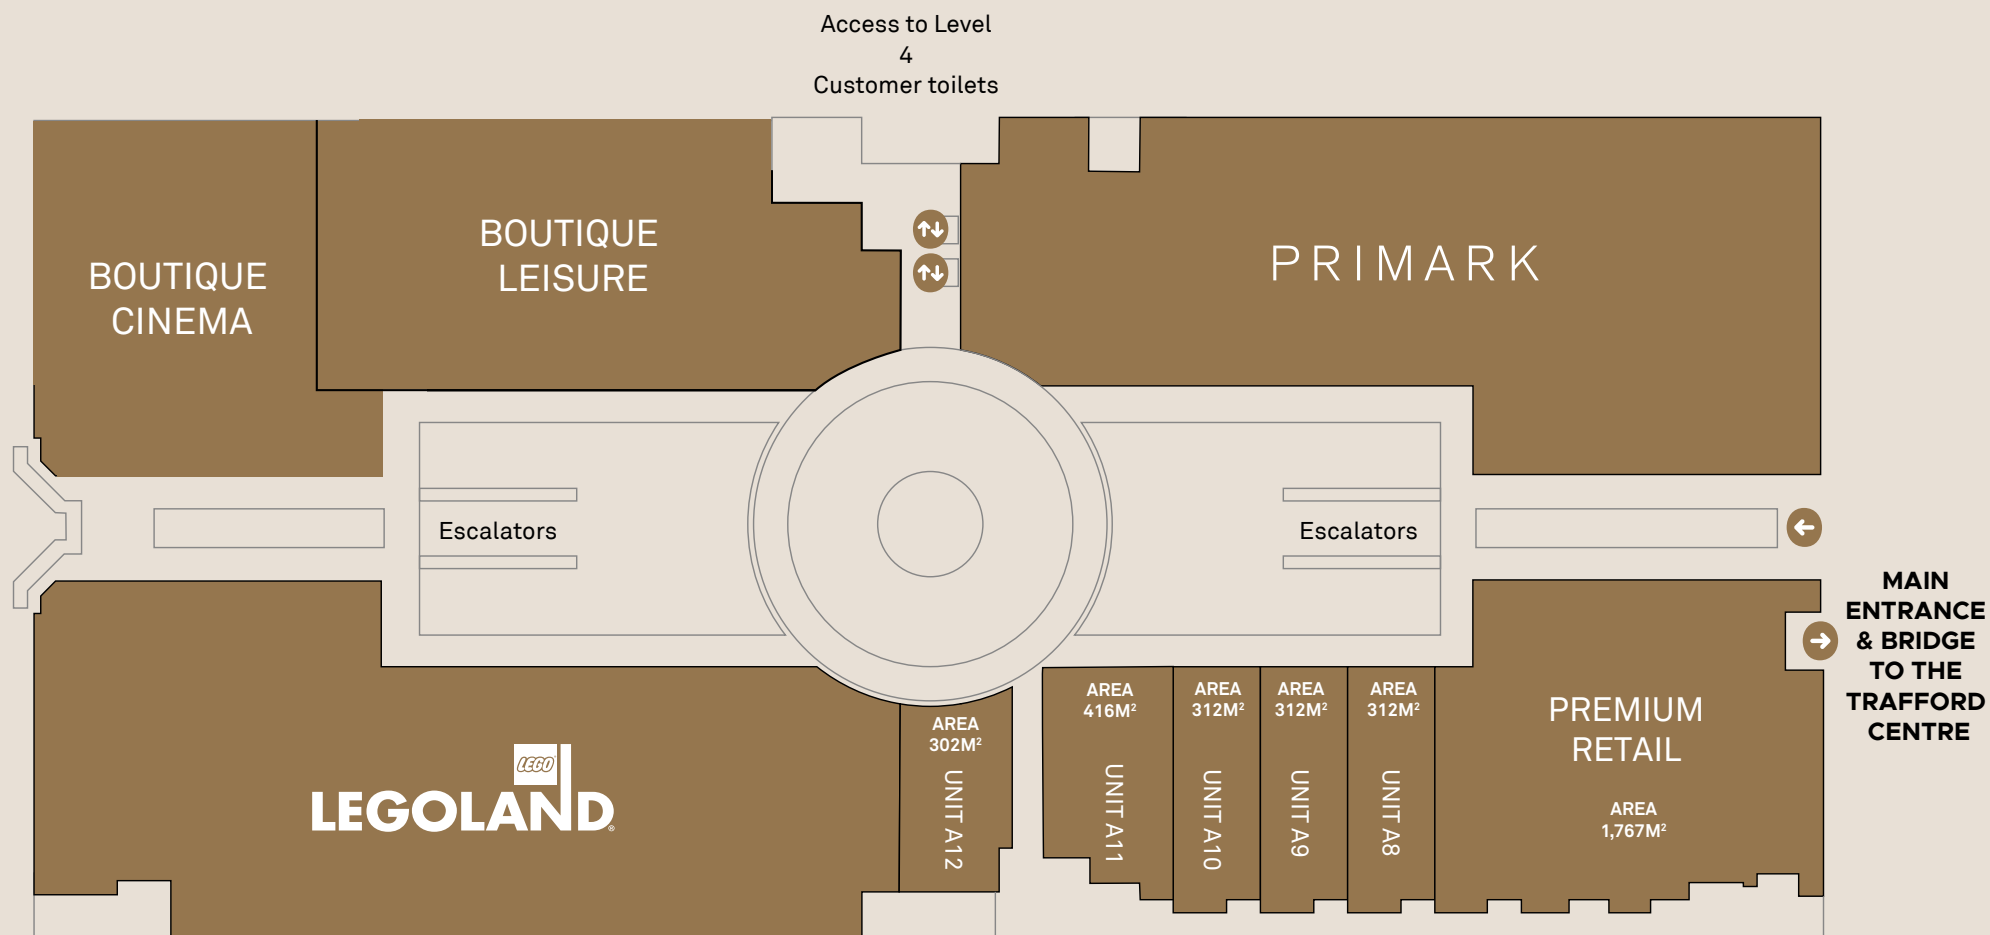 Access to Level
4
Customer toilets
BOUTIQUE
LEISURE
BOUTIQUE
CINEMA
PRIMARK
Escalators
Escalators
MAIN
ENTRANCE
& BRIDGE
TO THE
TRAFFORD
CENTRE
LEGO
LEGOLAND®
AREA
302M²
UNIT A12
AREA
416M²
UNIT A11
AREA
312M²
UNIT A10
AREA
312M²
UNIT A9
AREA
312M²
UNIT A8
PREMIUM
RETAIL
AREA
1,767M²